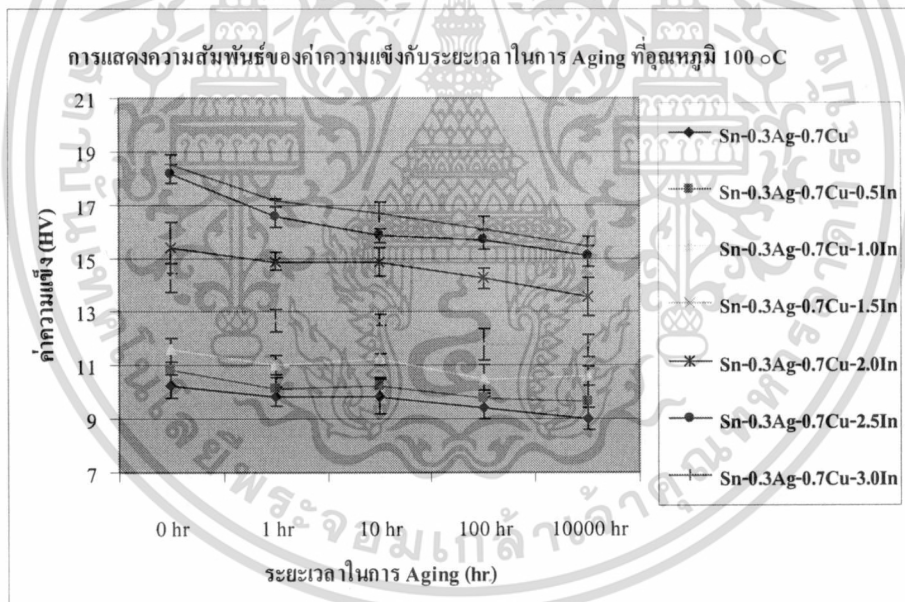 การแสดงความสัมพันธ์ของค่าความแข็งกับระยะเวลาในการ Aging ที่อุณหภูมิ 100 oC
21
19
17
15
13
11
9
7
ค่าความแข็ง (HV)
0 hr
1 hr
10 hr
100 hr
10000 hr
ระยะเวลาในการ Aging (hr.)
Sn-0.3Ag-0.7Cu
Sn-0.3Ag-0.7Cu-0.5In
Sn-0.3Ag-0.7Cu-1.0In
Sn-0.3Ag-0.7Cu-1.5In
Sn-0.3Ag-0.7Cu-2.0In
Sn-0.3Ag-0.7Cu-2.5In
Sn-0.3Ag-0.7Cu-3.0In